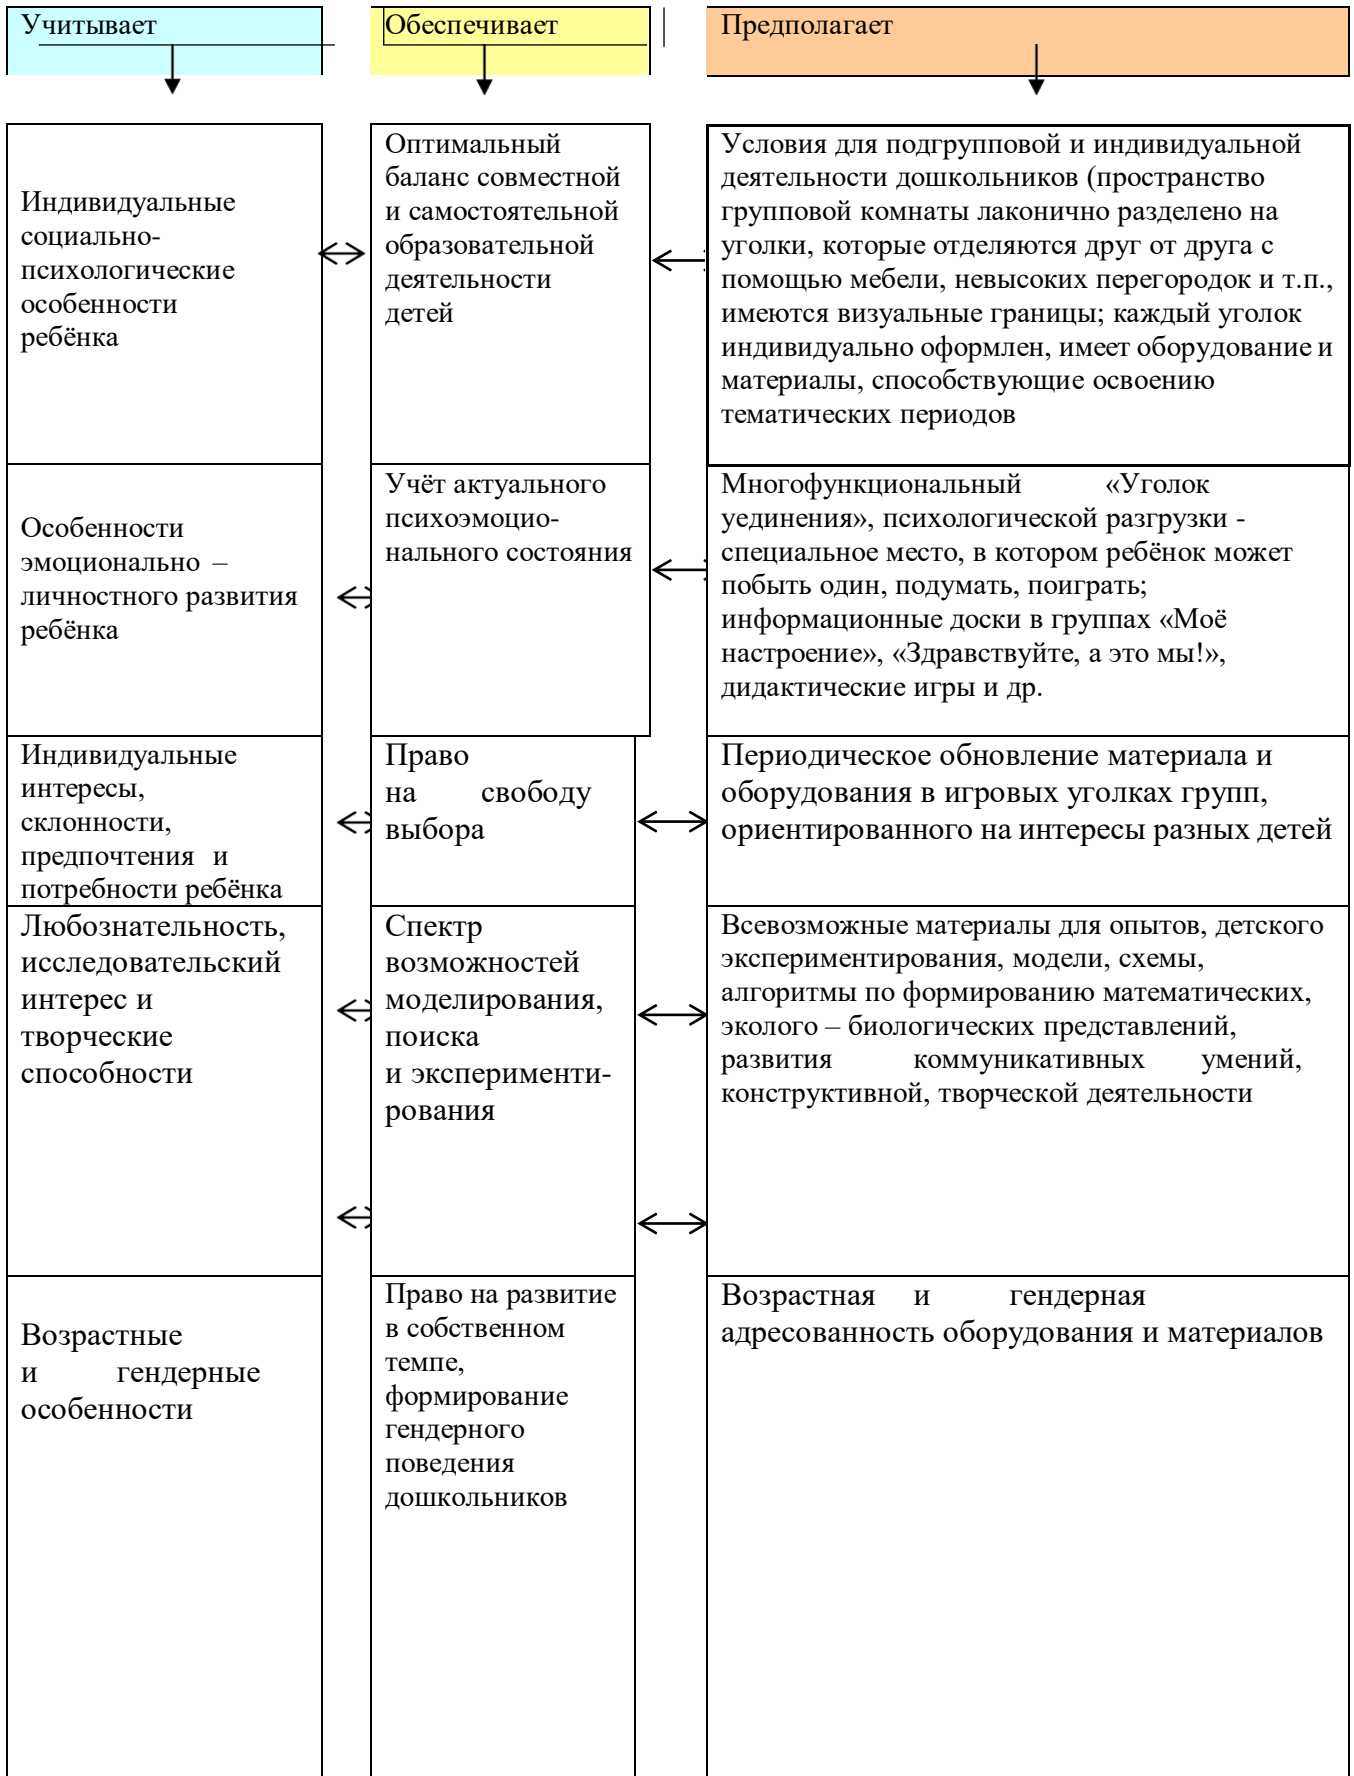 Учитывает
Обеспечивает
Предполагает
Индивидуальные
социально-
психологические
особенности
ребёнка
Оптимальный
баланс совместной
и самостоятельной
образовательной
деятельности
детей
Условия для подгрупповой и индивидуальной
деятельности дошкольников (пространство
групповой комнаты лаконично разделено на
уголки, которые отделяются друг от друга с
помощью мебели, невысоких перегородок и т.п.,
имеются визуальные границы; каждый уголок
индивидуально оформлен, имеет оборудование и
материалы, способствующие освоению
тематических периодов
Особенности
эмоционально –
личностного развития
ребёнка
Учёт актуального
психоэмоцио-
нального состояния
Многофункциональный «Уголок
уединения», психологической разгрузки -
специальное место, в котором ребёнок может
побыть один, подумать, поиграть;
информационные доски в группах «Моё
настроение», «Здравствуйте, а это мы!»,
дидактические игры и др.
Индивидуальные
интересы,
склонности,
предпочтения и
потребности ребёнка
Право
на свободу
выбора
Периодическое обновление материала и
оборудования в игровых уголках групп,
ориентированного на интересы разных детей
Любознательность,
исследовательский
интерес и
творческие
способности
Спектр
возможностей
моделирования,
поиска
и эксперименти-
рования
Всевозможные материалы для опытов, детского
экспериментирования, модели, схемы,
алгоритмы по формированию математических,
эколого – биологических представлений,
развития коммуникативных умений,
конструктивной, творческой деятельности
Возрастные
и гендерные
особенности
Право на развитие
в собственном
темпе,
формирование
гендерного
поведения
дошкольников
Возрастная и гендерная
адресованность оборудования и материалов